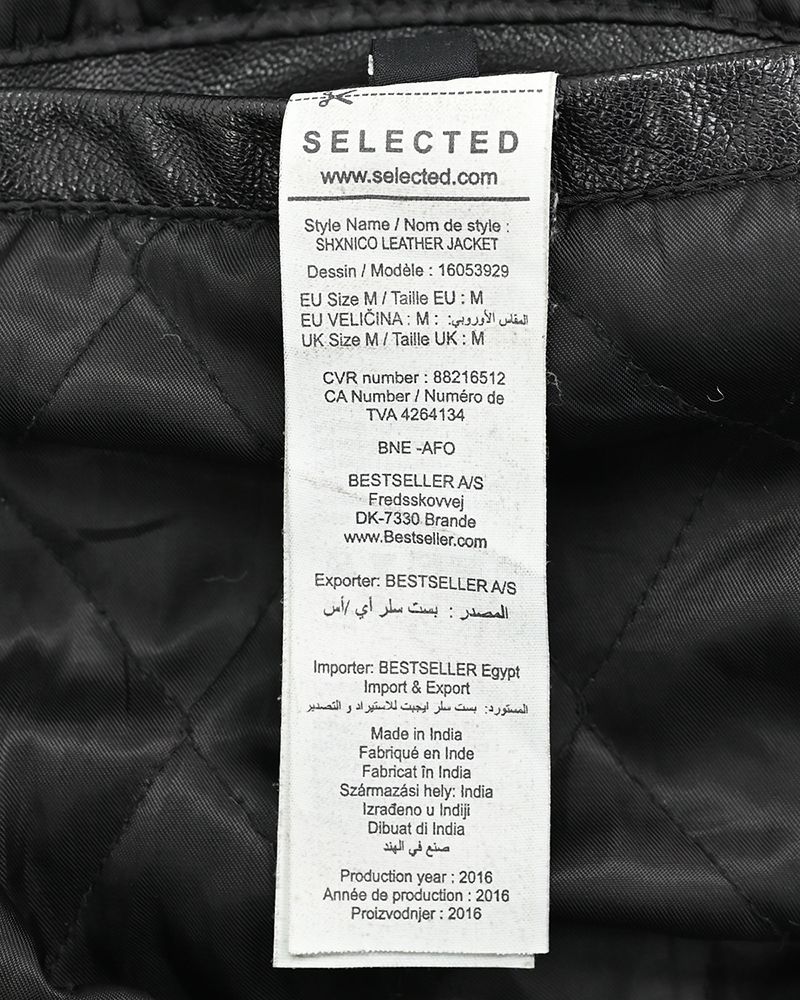 SELECTED
www.selected.com
Style Name / Nom de style :
SHXNICO LEATHER JACKET
Dessin / Modèle : 16053929
EU Size M / Taille EU : M
EU VELIČINA : M : المقاس الأوروبي:
UK Size M / Taille UK : M
CVR number : 88216512
CA Number / Numéro de
TVA 4264134
BNE -AFO
BESTSELLER A/S
Fredsskovvej
DK-7330 Brande
www.Bestseller.com
Exporter: BESTSELLER A/S
المصدر : بست سلر أي /أس
Importer: BESTSELLER Egypt
Import & Export
المستورد: بست سلر ايجبت للاستيراد و التصدير
Made in India
Fabriqué en Inde
Fabricat în India
Származási hely: India
Izrađeno u Indiji
Dibuat di India
صنع في الهند
Production year : 2016
Année de production : 2016
Proizvodnjer : 2016